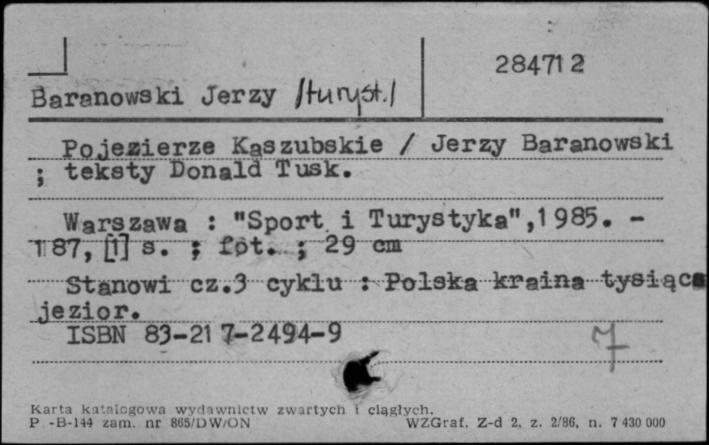 284712
Baranowski Jerzy /turyst./
Pojezierze Kaszubskie / Jerzy Baranowski
; teksty Donald Tusk.
Warszawa : "Sport i Turystyka",1985. -
187, [1] s. ; fot. ; 29 cm
Stanowi cz.3 cyklu : Polska kraina tysiąca
jezior.
ISBN 83-217-2494-9
7
Karta katalogowa wydawnictw zwartych i ciągłych.
P -B-144 zam. nr 865/DW/ON WZGraf. Z-d 2, z. 2/86, n. 7 430 000